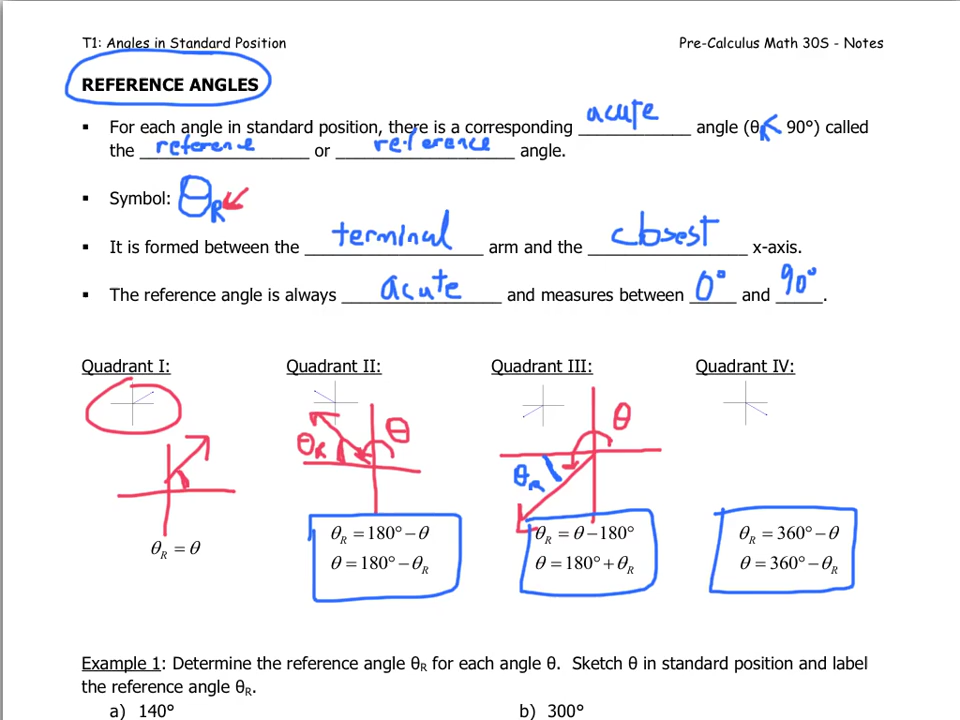 T1: Angles in Standard Position Pre-Calculus Math 30S - Notes
REFERENCE ANGLES
▪ For each angle in standard position, there is a corresponding acute angle (θR < 90°) called
the reference or reference angle.
▪ Symbol: θR
▪ It is formed between the terminal arm and the closest x-axis.
▪ The reference angle is always acute and measures between 0° and 90°.
Quadrant I: Quadrant II: Quadrant III: Quadrant IV:
θR θ θR θ
θR = θ θR = 180° − θ θR = θ − 180° θR = 360° − θ
θ = 180° − θR θ = 180° + θR θ = 360° − θR
Example 1: Determine the reference angle θR for each angle θ. Sketch θ in standard position and label
the reference angle θR.
a) 140° b) 300°